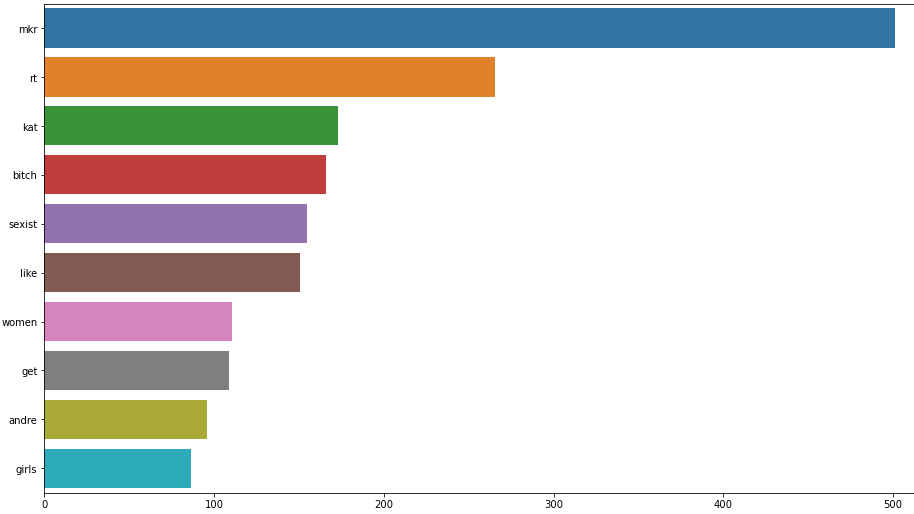 mkr
rt
kat
bitch
sexist
like
women
get
andre
girls
0 100 200 300 400 500